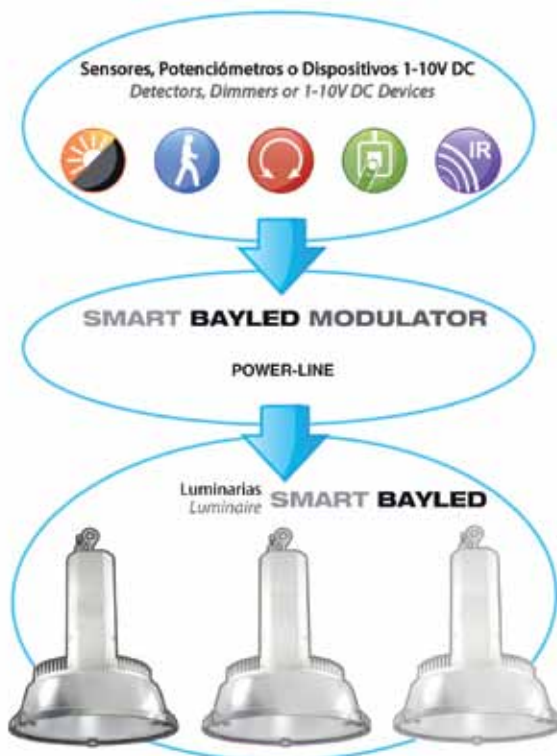 Sensores, Potenciómetros o Dispositivos 1-10V DC
Detectors, Dimmers or 1-10V DC Devices
IR
SMART BAYLED MODULATOR
POWER-LINE
Luminarias
Luminaire
SMART BAYLED